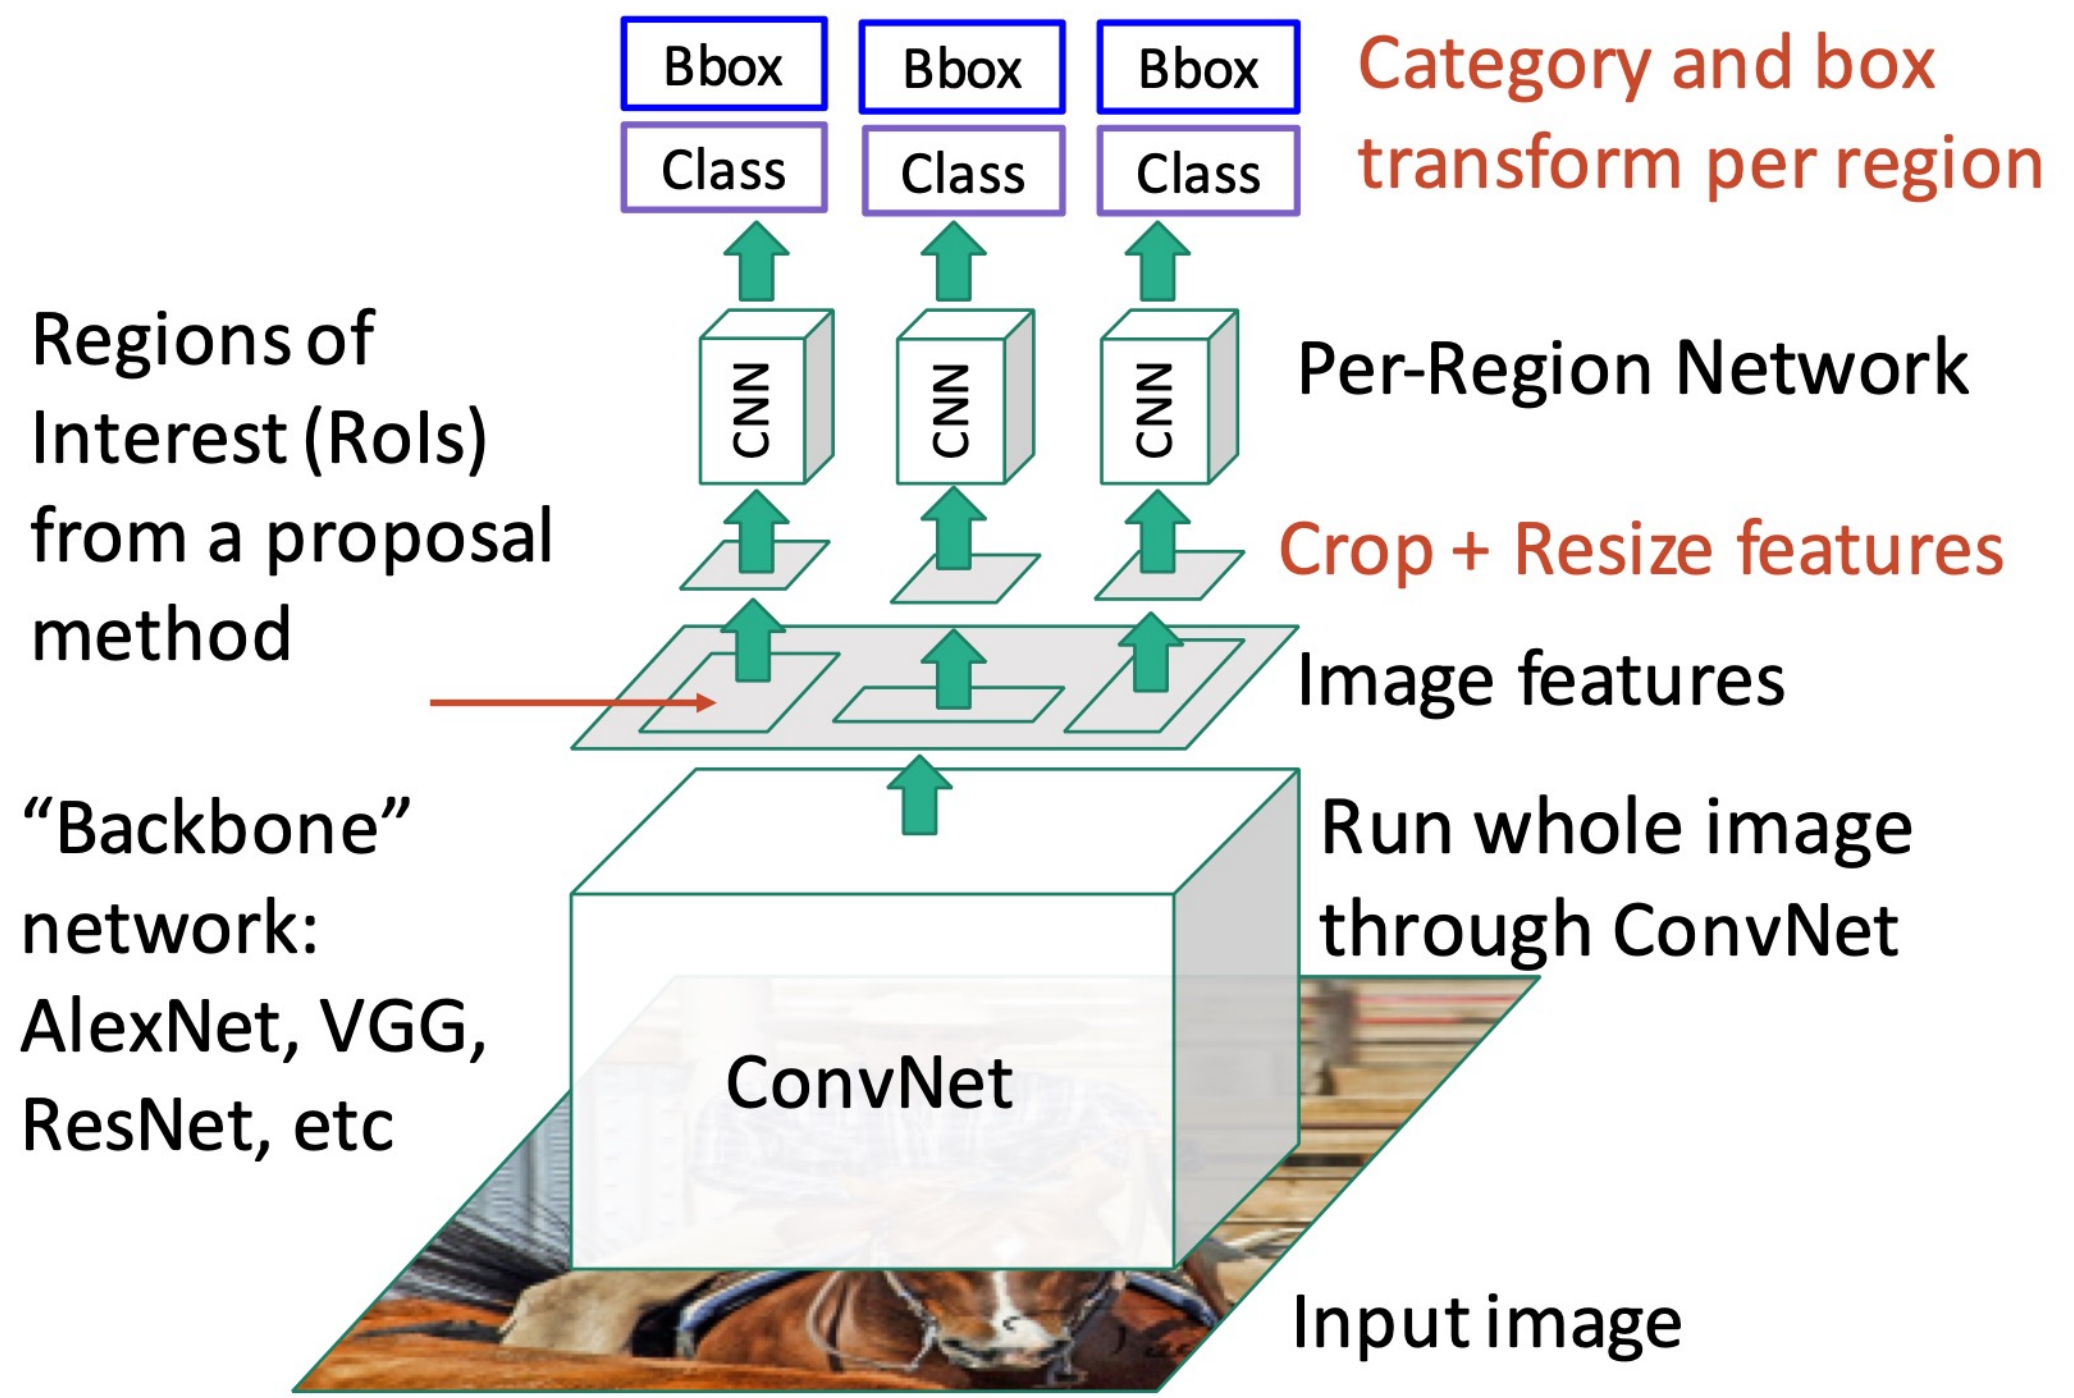 Bbox
Bbox
Bbox
Class
Class
Class
Category and box
transform per region
Regions of
Interest (RoIs)
from a proposal
method
CNN
CNN
CNN
Per-Region Network
Crop + Resize features
Image features
“Backbone”
network:
AlexNet, VGG,
ResNet, etc
Run whole image
through ConvNet
ConvNet
Input image